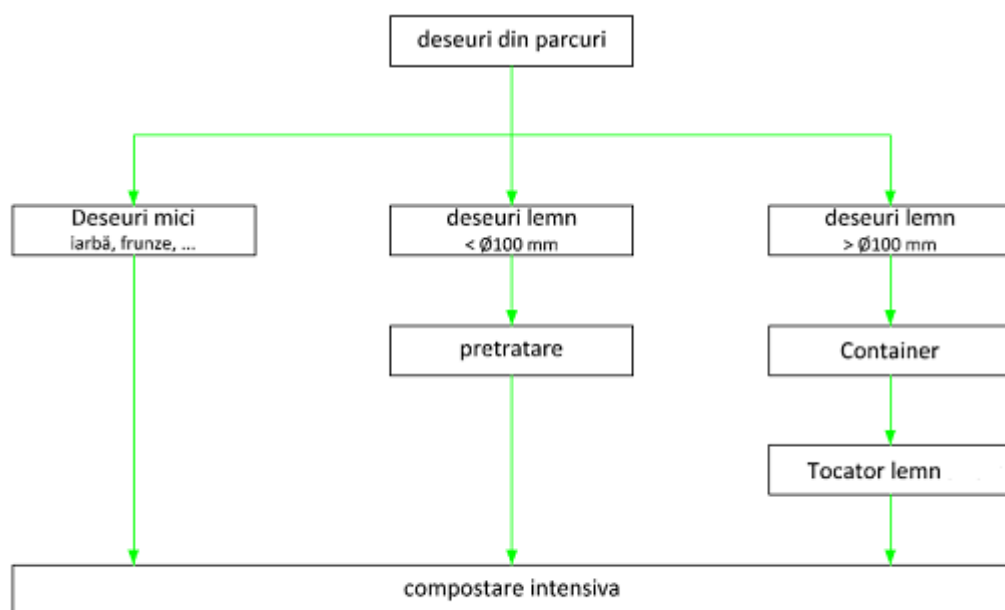 deseuri din parcuri
Deseuri mici
iarbă, frunze, ...
deseuri lemn
< Ø100 mm
deseuri lemn
> Ø100 mm
pretratare
Container
Tocator lemn
compostare intensiva